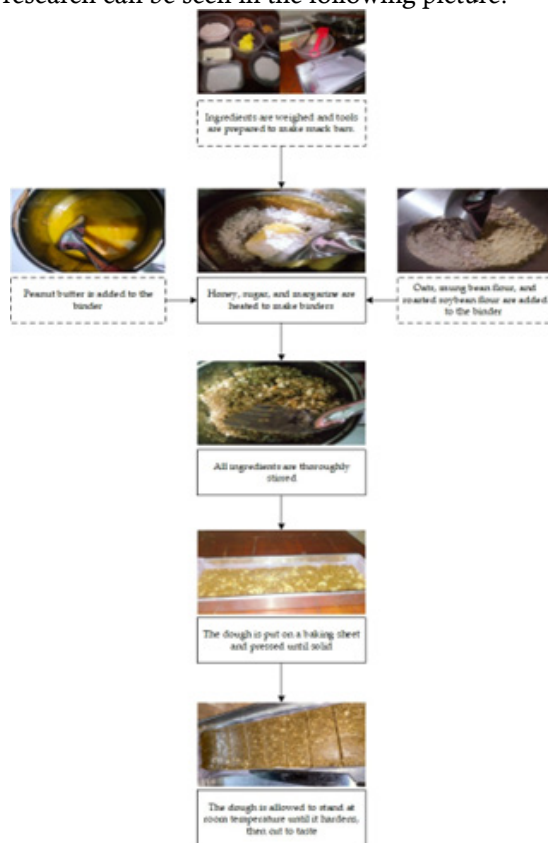 research can be seen in the following picture.
Ingredients are weighed and tools
are prepared to make snack bars.
Peanut butter is added to the
binder
Honey, sugar, and margarine are
heated to make binders
Oats, mung bean flour, and
roasted soybean flour are added
to the binder
All ingredients are thoroughly
stirred
The dough is put on a baking sheet
and pressed until solid
The dough is allowed to stand at
room temperature until it hardens,
then cut to taste